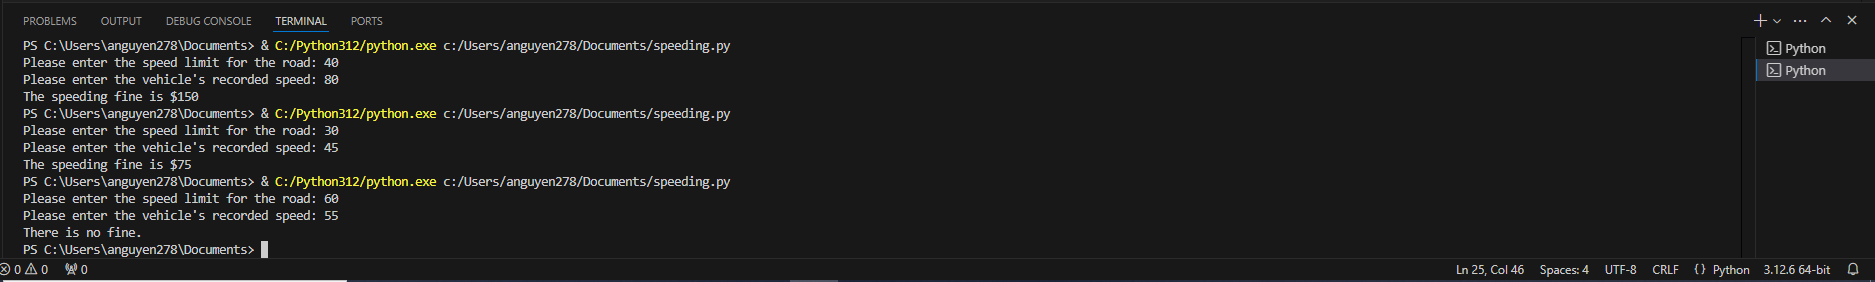 PROBLEMS OUTPUT DEBUG CONSOLE TERMINAL PORTS
PS C:\Users\anguyen278\Documents> & C:/Python312/python.exe c:/Users/anguyen278/Documents/speeding.py
Please enter the speed limit for the road: 40
Please enter the vehicle's recorded speed: 80
The speeding fine is $150
PS C:\Users\anguyen278\Documents> & C:/Python312/python.exe c:/Users/anguyen278/Documents/speeding.py
Please enter the speed limit for the road: 30
Please enter the vehicle's recorded speed: 45
The speeding fine is $75
PS C:\Users\anguyen278\Documents> & C:/Python312/python.exe c:/Users/anguyen278/Documents/speeding.py
Please enter the speed limit for the road: 60
Please enter the vehicle's recorded speed: 55
There is no fine.
PS C:\Users\anguyen278\Documents>
Python
Python
0 0 0 Ln 25, Col 46 Spaces: 4 UTF-8 CRLF {} Python 3.12.6 64-bit